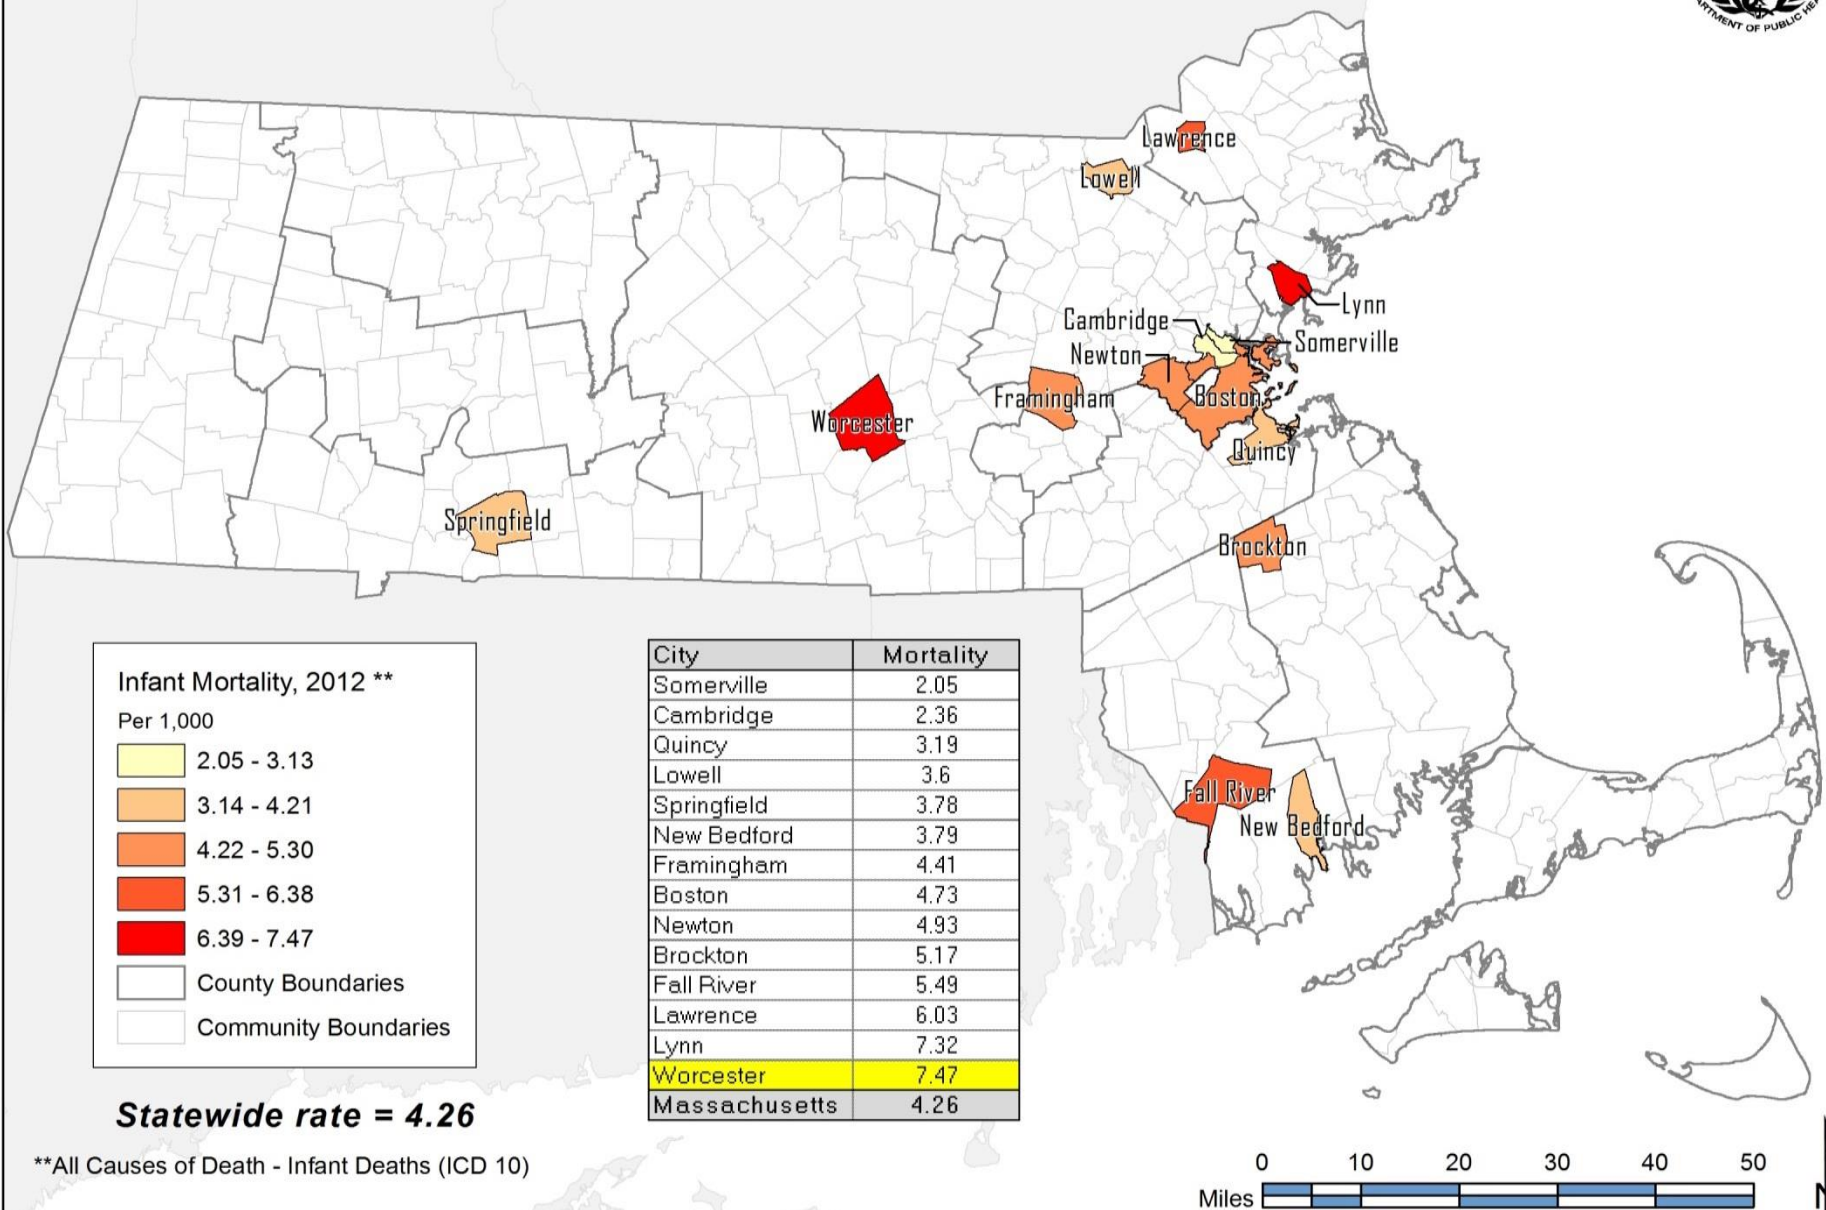 ARTMENT OF PUBLIC HEA
Lawrence
Lowell
Lynn
Cambridge
Somerville
Newton
Framingham
Boston
Worcester
Quincy
Springfield
Brockton
Fall River
New Bedford
Infant Mortality, 2012 **
Per 1,000
2.05 - 3.13
3.14 - 4.21
4.22 - 5.30
5.31 - 6.38
6.39 - 7.47
County Boundaries
Community Boundaries
Statewide rate = 4.26
**All Causes of Death - Infant Deaths (ICD 10)
City Mortality
Somerville 2.05
Cambridge 2.36
Quincy 3.19
Lowell 3.6
Springfield 3.78
New Bedford 3.79
Framingham 4.41
Boston 4.73
Newton 4.93
Brockton 5.17
Fall River 5.49
Lawrence 6.03
Lynn 7.32
Worcester 7.47
Massachusetts 4.26
0 10 20 30 40 50
Miles